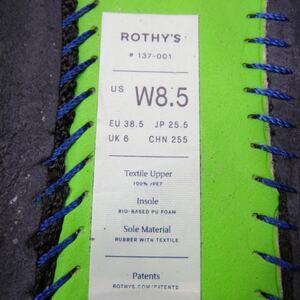 ROTHY'S
# 137-001
US W8.5
EU 38.5 JP 25.5
UK 6 CHN 255
Textile Upper
100% rPET
Insole
BIO-BASED PU FOAM
Sole Material
RUBBER WITH TEXTILE
Patents
ROTHYS.COM/PATENTS